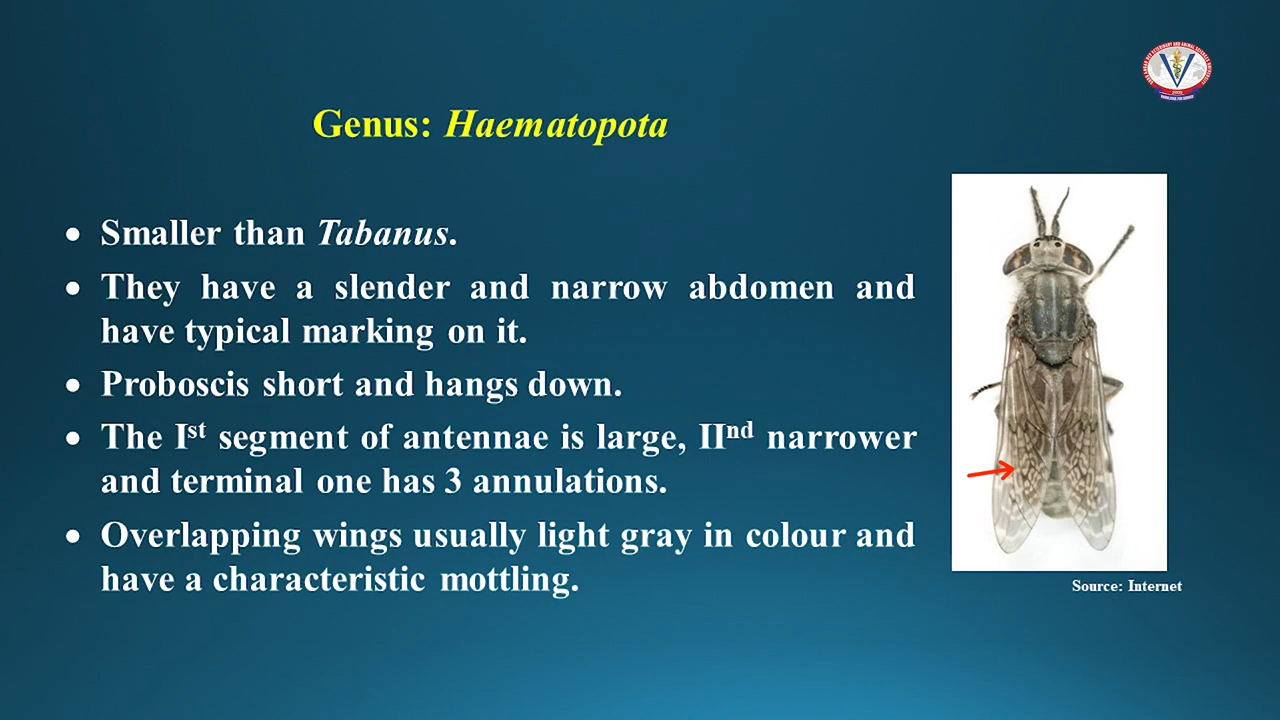 Genus: Haematopota
• Smaller than Tabanus.
• They have a slender and narrow abdomen and
have typical marking on it.
• Proboscis short and hangs down.
• The Ist segment of antennae is large, IInd narrower
and terminal one has 3 annulations.
• Overlapping wings usually light gray in colour and
have a characteristic mottling.
Source: Internet